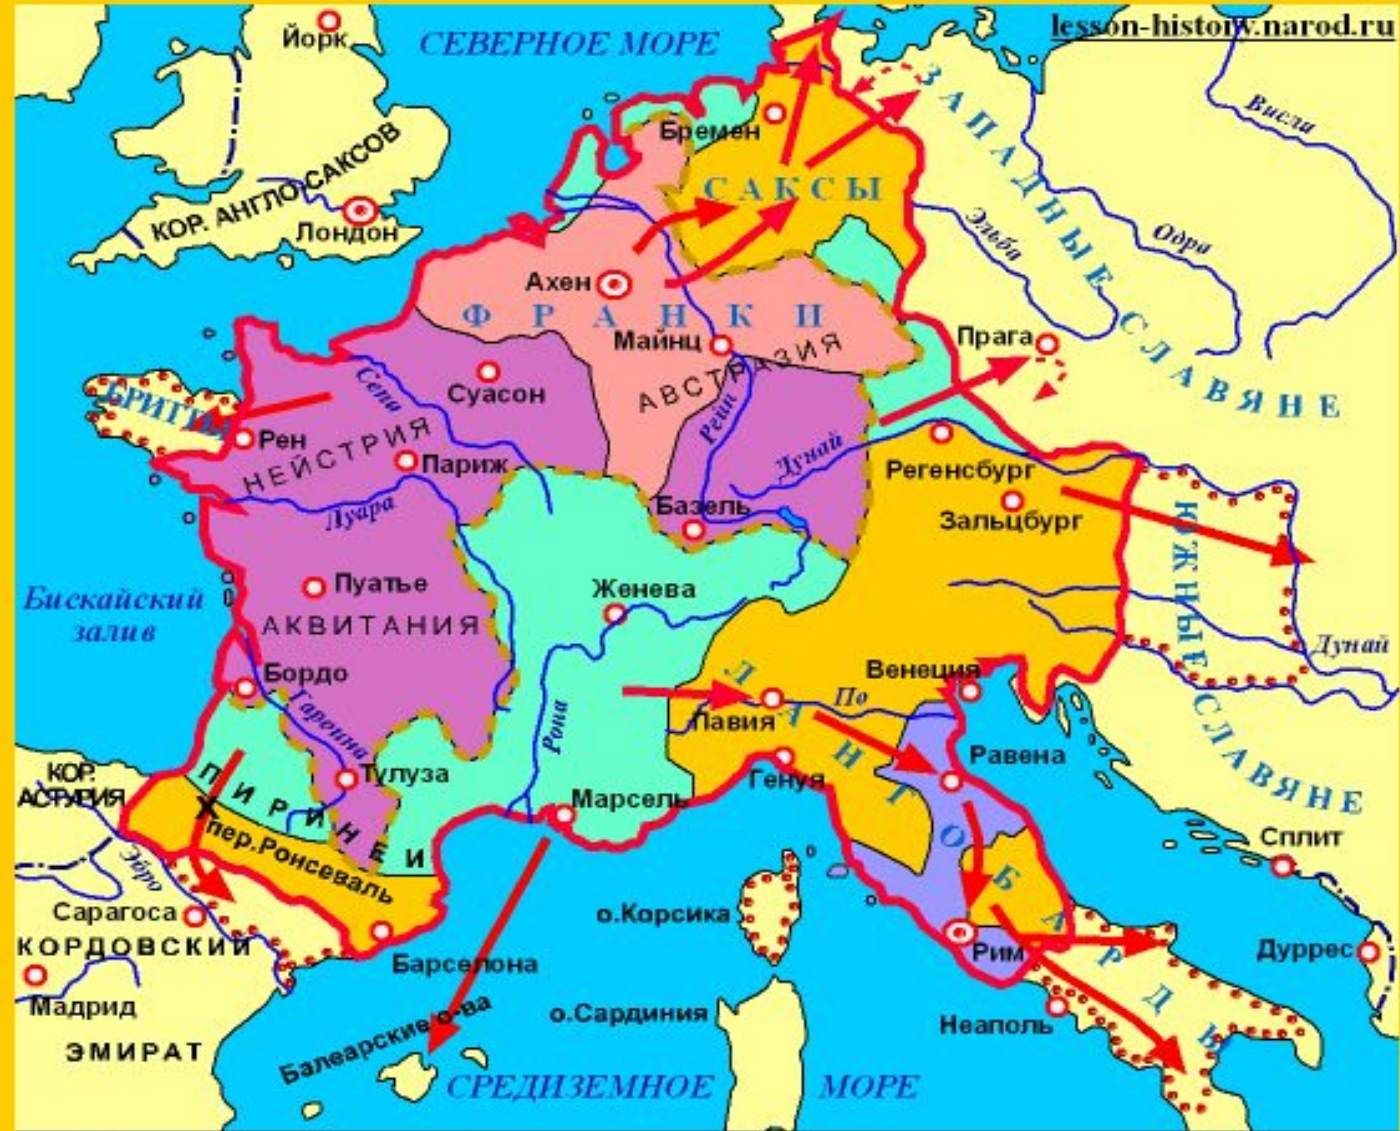 lesson-history.narod.ru
Йорк
СЕВЕРНОЕ МОРЕ
ЗАПАДНЫЕ СЛАВЯНЕ
Висла
Бремен
КОР. АНГЛО САКСОВ
САКСЫ
Лондон
Эльба
Одра
Ахен
ФРАНКИ
Майнц
Прага
АВСТРАЗИЯ
Суасон
Сена
БРИТТЫ
Рен
НЕЙСТРИЯ
Париж
Рейн
Дунай
Регенсбург
Луара
Базель
Зальцбург
ЮЖНЫЕ СЛАВЯНЕ
Бискайский
залив
Пуатье
Женева
АКВИТАНИЯ
Дунай
Бордо
Гаронна
Рона
Венеция
ЛАНГОБАРДЫ
По
Павия
Равена
КОР.
АСТУРИЯ
ПИРИНЕИ
Тулуза
Марсель
Генуя
пер.Ронсеваль
Эбро
Сплит
Сарагоса
КОРДОВСКИЙ
о.Корсика
Рим
Дуррес
Барселона
Мадрид
о.Сардиния
Неаполь
ЭМИРАТ
Балеарские о-ва
СРЕДИЗЕМНОЕ МОРЕ